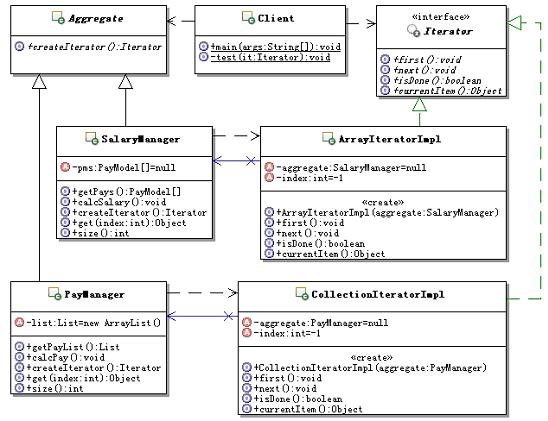 Aggregate
+createIterator():Iterator
Client
+main(args:String[]):void
-test(it:Iterator):void
«interface»
Iterator
+first():void
+next():void
+isDone():boolean
+currentItem():Object
SalaryManager
-pms:PayModel[]=null
+getPays():PayModel[]
+calcSalary():void
+createIterator():Iterator
+get(index:int):Object
+size():int
ArrayIteratorImpl
-aggregate:SalaryManager=null
-index:int=-1
«create»
+ArrayIteratorImpl(aggregate:SalaryManager)
+first():void
+next():void
+isDone():boolean
+currentItem():Object
PayManager
-list:List=new ArrayList()
+getPayList():List
+calcPay():void
+createIterator():Iterator
+get(index:int):Object
+size():int
CollectionIteratorImpl
-aggregate:PayManager=null
-index:int=-1
«create»
+CollectionIteratorImpl(aggregate:PayManager)
+first():void
+next():void
+isDone():boolean
+currentItem():Object